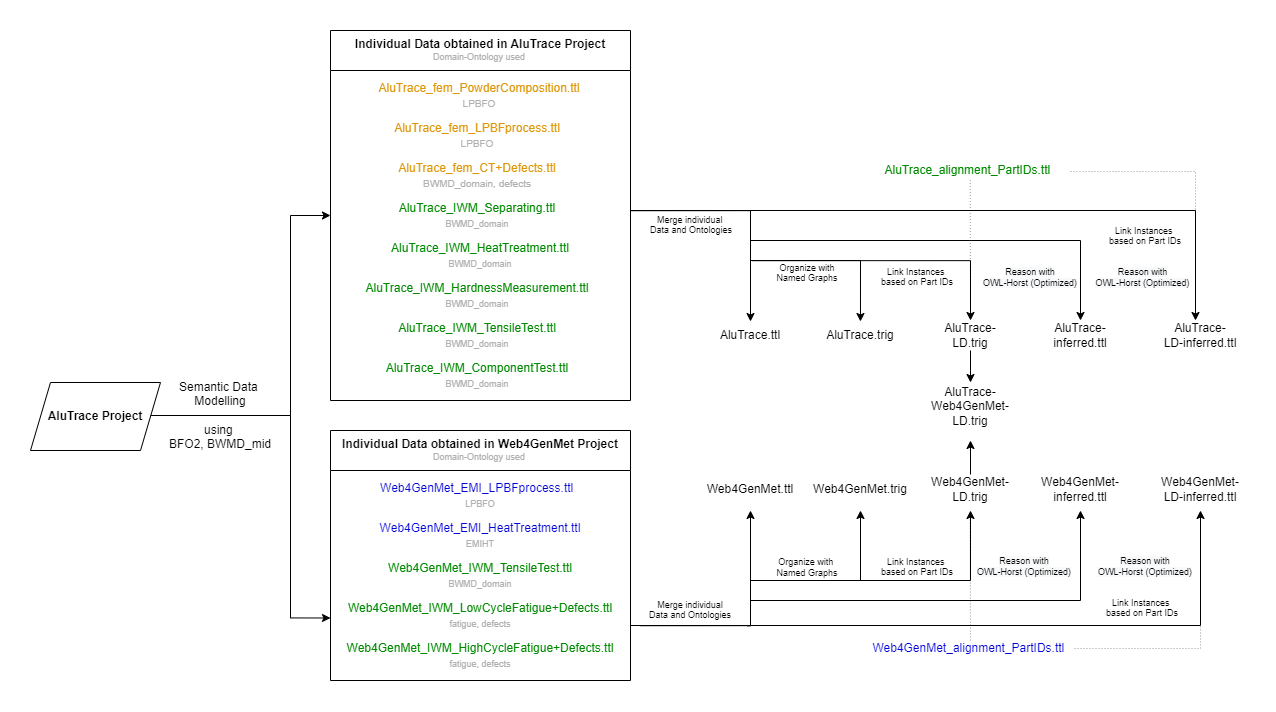 AluTrace Project
Semantic Data
Modelling
using
BFO2, BWMD_mid
Individual Data obtained in AluTrace Project
Domain-Ontology used
AluTrace_fem_PowderComposition.ttl
LPBFO
AluTrace_fem_LPBFprocess.ttl
LPBFO
AluTrace_fem_CT+Defects.ttl
BWMD_domain, defects
AluTrace_IWM_Separating.ttl
BWMD_domain
AluTrace_IWM_HeatTreatment.ttl
BWMD_domain
AluTrace_IWM_HardnessMeasurement.ttl
BWMD_domain
AluTrace_IWM_TensileTest.ttl
BWMD_domain
AluTrace_IWM_ComponentTest.ttl
BWMD_domain
Individual Data obtained in Web4GenMet Project
Domain-Ontology used
Web4GenMet_EMI_LPBFprocess.ttl
LPBFO
Web4GenMet_EMI_HeatTreatment.ttl
EMIHT
Web4GenMet_IWM_TensileTest.ttl
BWMD_domain
Web4GenMet_IWM_LowCycleFatigue+Defects.ttl
fatigue, defects
Web4GenMet_IWM_HighCycleFatigue+Defects.ttl
fatigue, defects
AluTrace_alignment_PartIDs.ttl
Merge individual
Data and Ontologies
Link Instances
based on Part IDs
Organize with
Named Graphs
Link Instances
based on Part IDs
Reason with
OWL-Horst (Optimized)
Reason with
OWL-Horst (Optimized)
AluTrace.ttl
AluTrace.trig
AluTrace-
LD.trig
AluTrace-
inferred.ttl
AluTrace-
LD-inferred.ttl
AluTrace-
Web4GenMet-
LD.trig
Web4GenMet.ttl
Web4GenMet.trig
Web4GenMet-
LD.trig
Web4GenMet-
inferred.ttl
Web4GenMet-
LD-inferred.ttl
Organize with
Named Graphs
Link Instances
based on Part IDs
Reason with
OWL-Horst (Optimized)
Reason with
OWL-Horst (Optimized)
Merge individual
Data and Ontologies
Link Instances
based on Part IDs
Web4GenMet_alignment_PartIDs.ttl